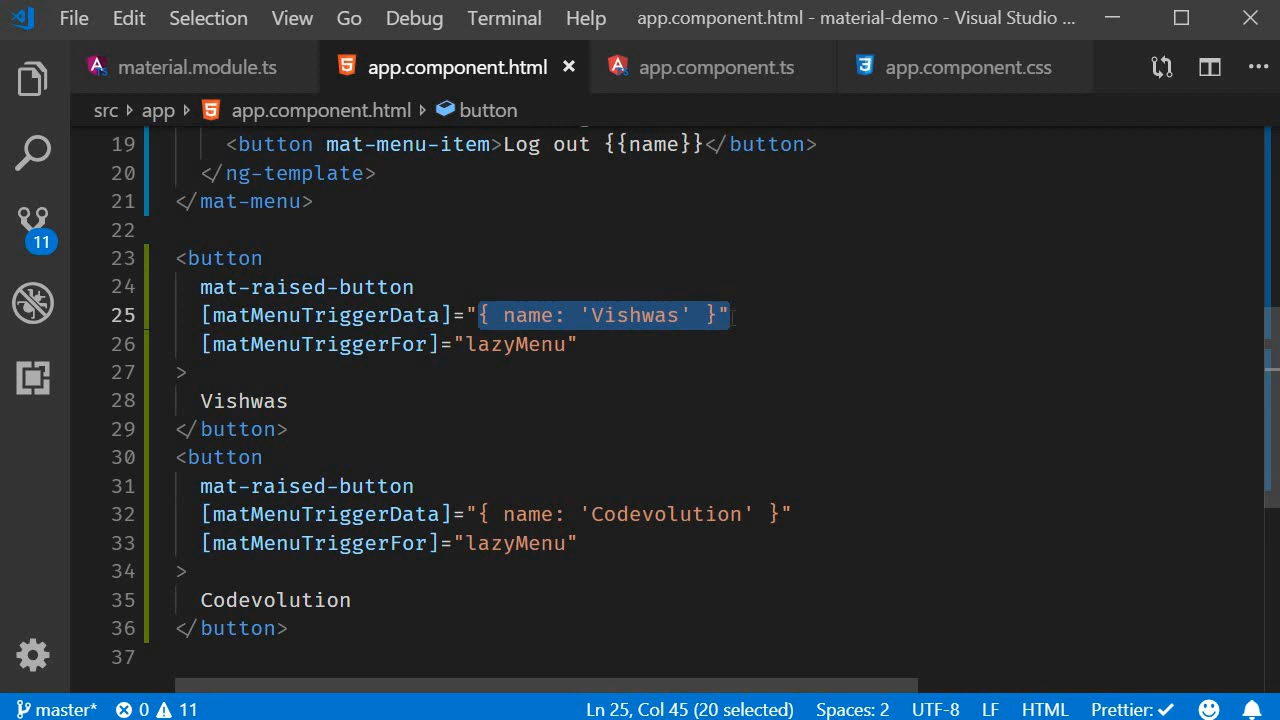 File Edit Selection View Go Debug Terminal Help app.component.html - material-demo - Visual Studio ...
material.module.ts app.component.html app.component.ts app.component.css
src app app.component.html button
19 <button mat-menu-item>Log out {{name}}</button>
20 </ng-template>
21 </mat-menu>
22
23 <button
24 mat-raised-button
25 [matMenuTriggerData]="{ name: 'Vishwas' }"
26 [matMenuTriggerFor]="lazyMenu"
27 >
28 Vishwas
29 </button>
30 <button
31 mat-raised-button
32 [matMenuTriggerData]="{ name: 'Codevolution' }"
33 [matMenuTriggerFor]="lazyMenu"
34 >
35 Codevolution
36 </button>
37
11
master* 0 11 Ln 25, Col 45 (20 selected) Spaces: 2 UTF-8 LF HTML Prettier: